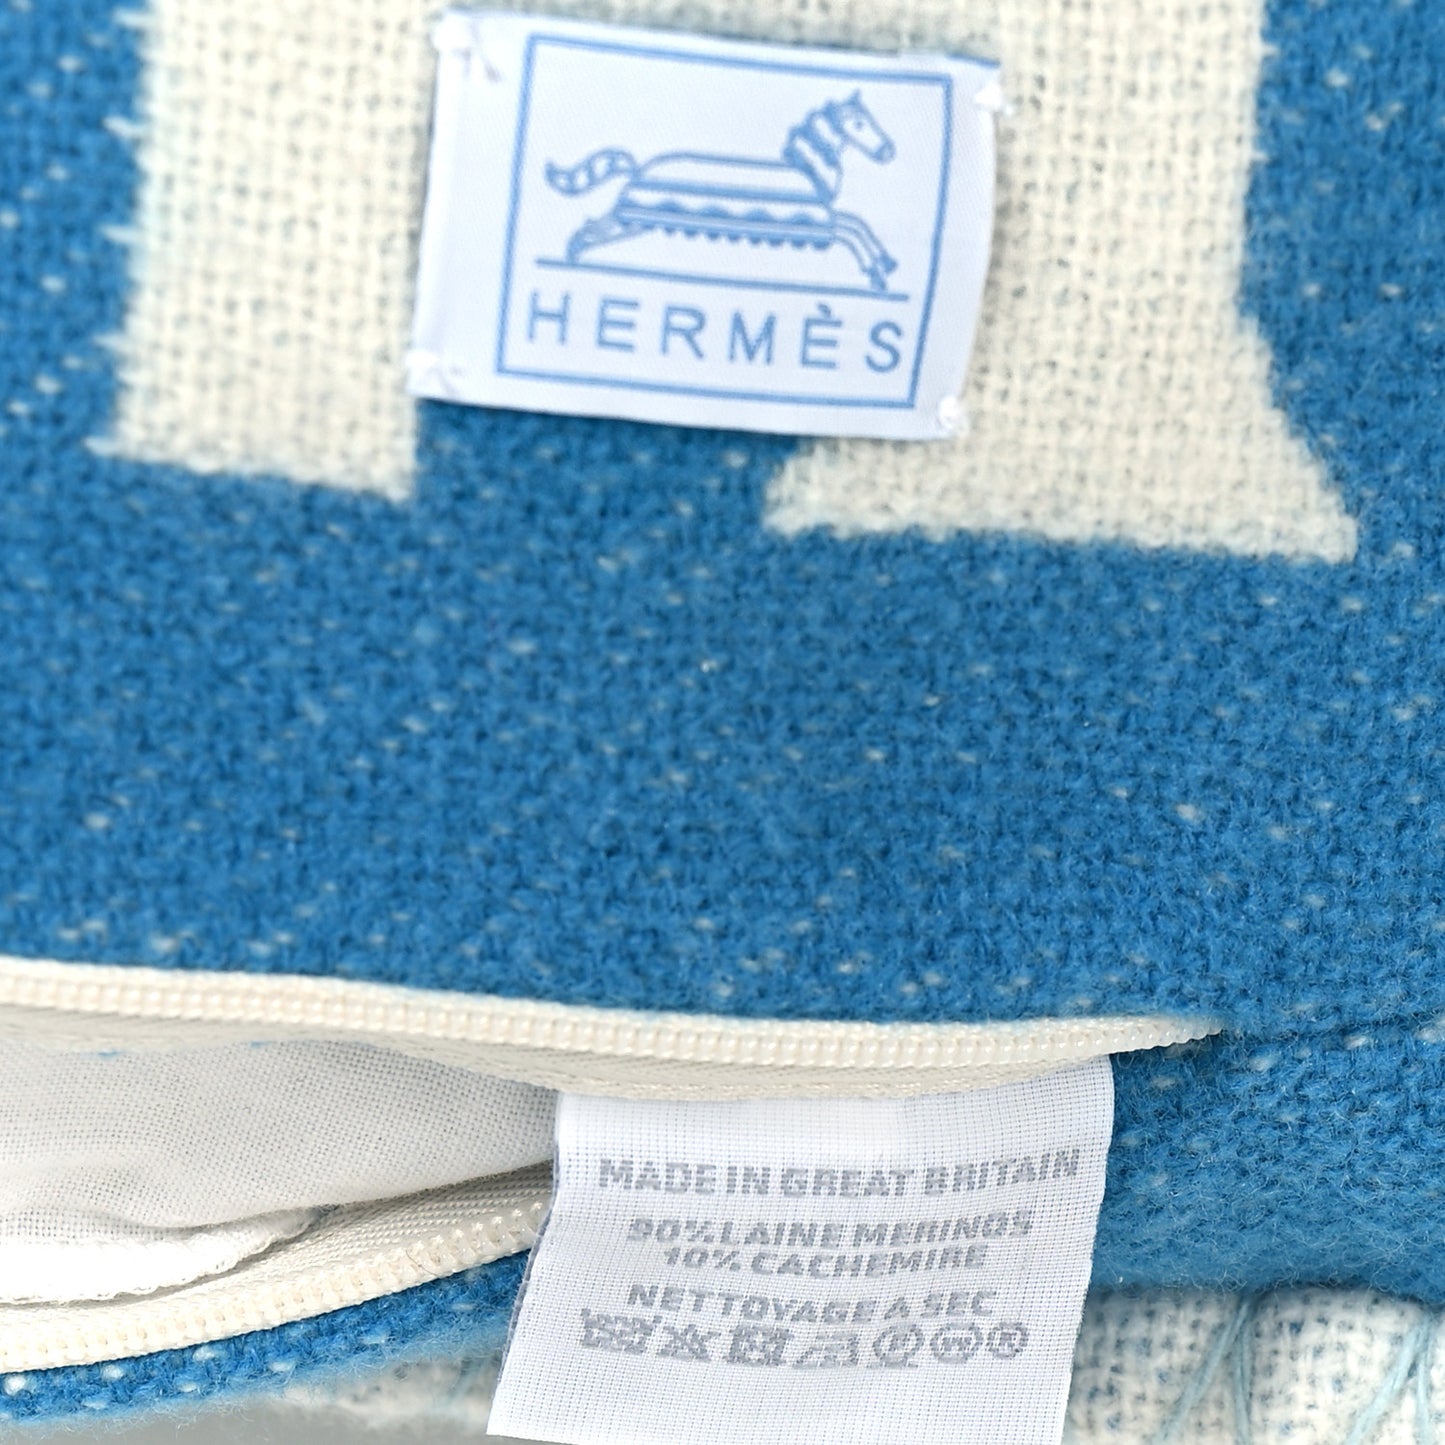 HERMÈS
MADE IN GREAT BRITAIN
90% LAINE MERINOS
10% CACHEMIRE
NETTOYAGE A SEC